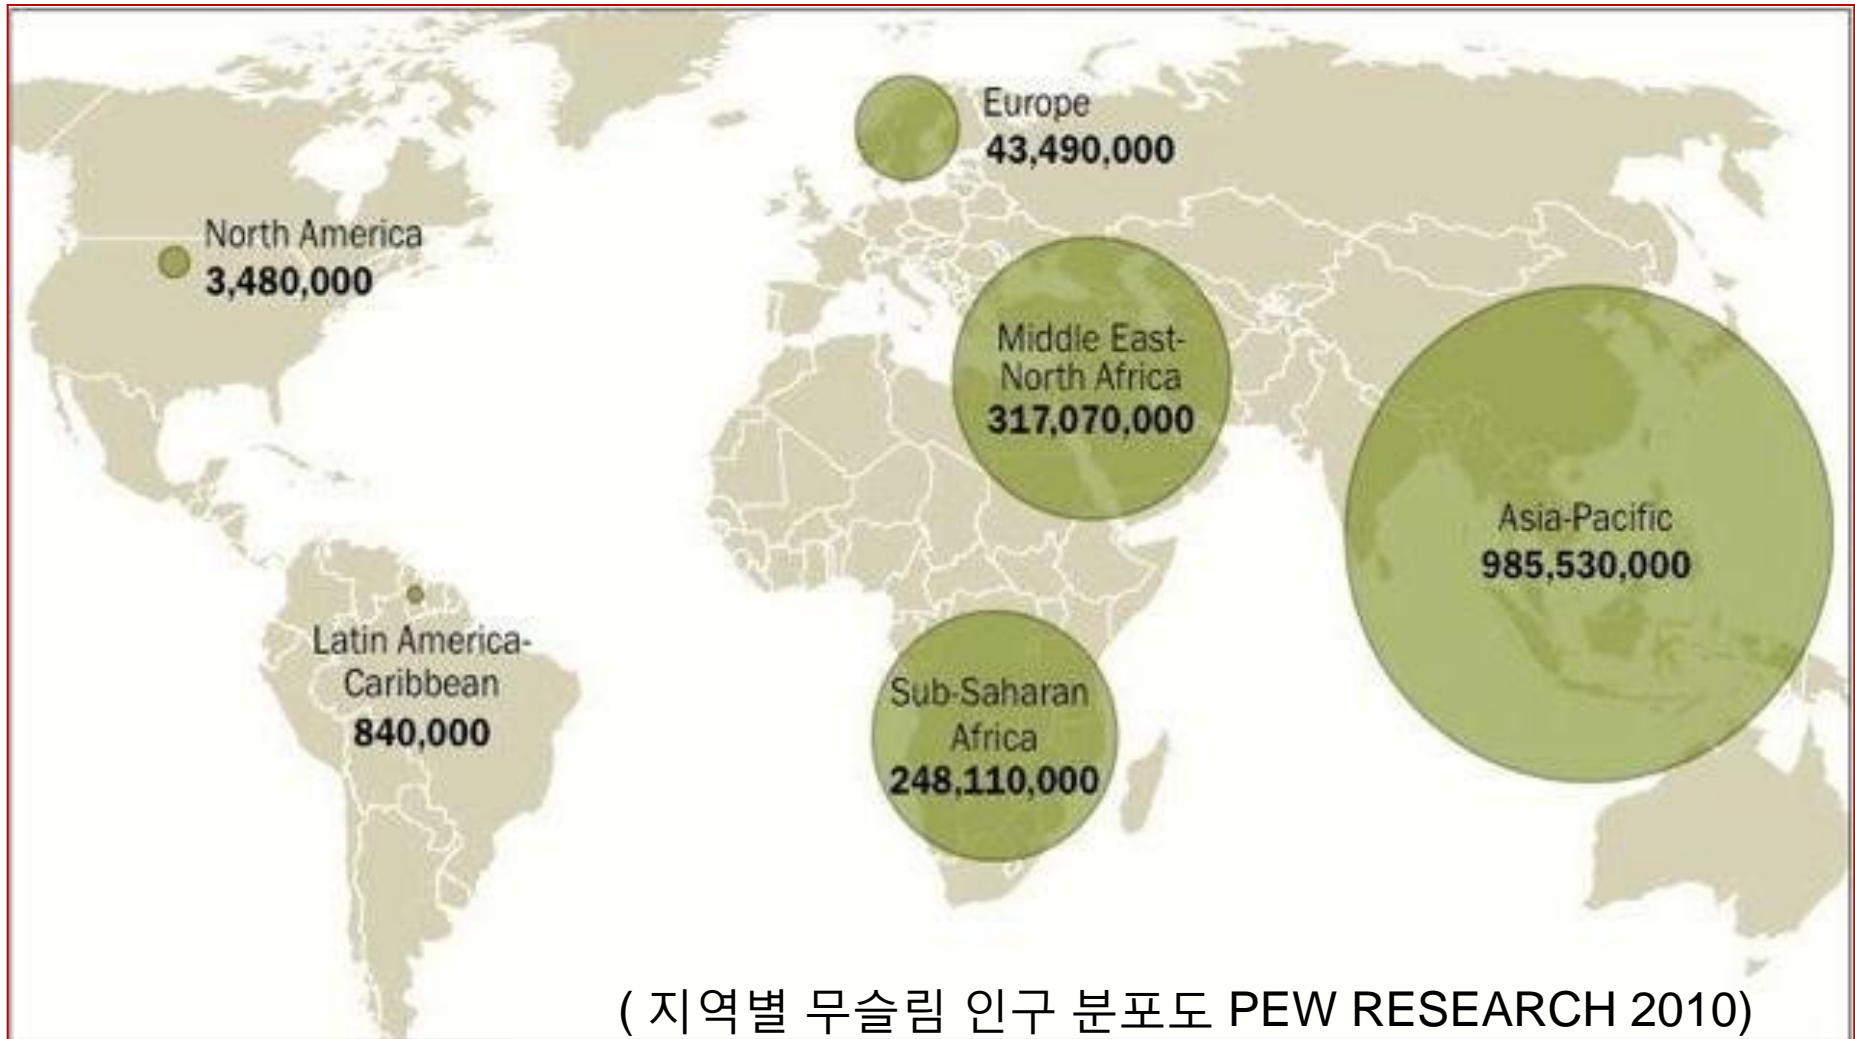 Europe
43,490,000
North America
3,480,000
Middle East-
North Africa
317,070,000
Asia-Pacific
985,530,000
Latin America-
Caribbean
840,000
Sub-Saharan
Africa
248,110,000
( 지역별 무슬림 인구 분포도 PEW RESEARCH 2010)